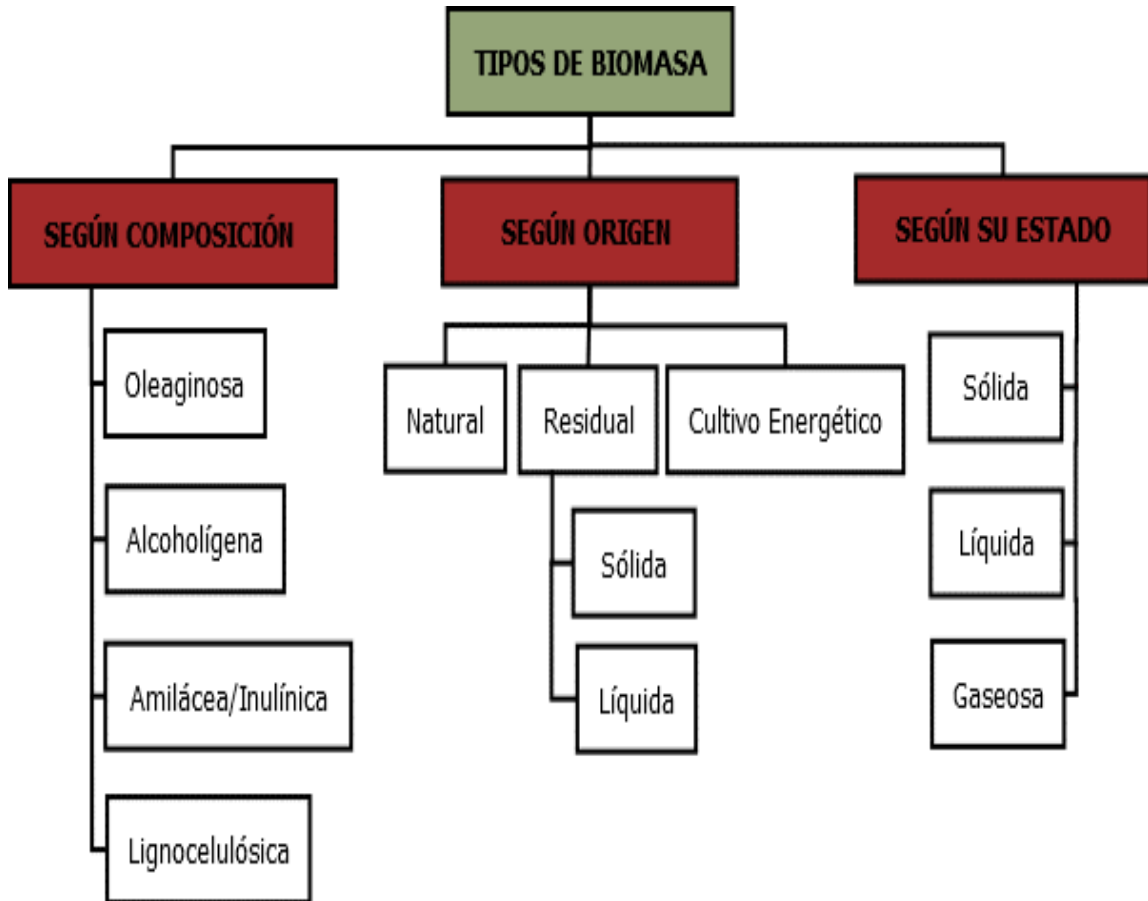 TIPOS DE BIOMASA
SEGÚN COMPOSICIÓN
Oleaginosa
Alcoholígena
Amilácea/Inulínica
Lignocelulósica
SEGÚN ORIGEN
Natural
Residual
Sólida
Líquida
Cultivo Energético
SEGÚN SU ESTADO
Sólida
Líquida
Gaseosa